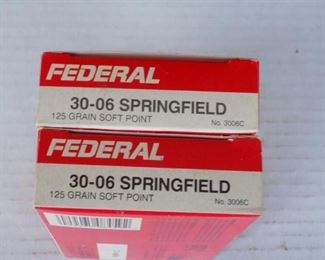 FEDERAL
30-06 SPRINGFIELD
125 GRAIN SOFT POINT No. 3006C
FEDERAL
30-06 SPRINGFIELD
125 GRAIN SOFT POINT No. 3006C